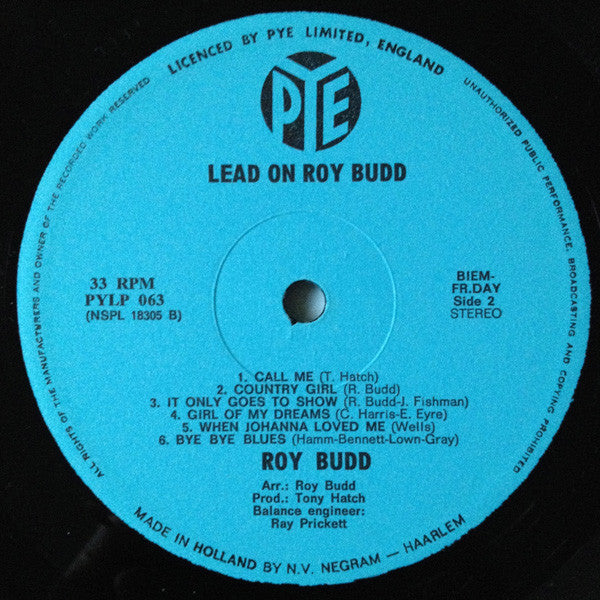 LICENCED BY PYE LIMITED, ENGLAND
UNAUTHORIZED PUBLIC PERFORMANCE, BROADCASTING AND COPYING PROHIBITED
ALL RIGHTS OF THE MANUFACTURERS AND OWNER OF THE RECORDED WORK RESERVED
PYE
LEAD ON ROY BUDD
33 RPM
PYLP 063
(NSPL 18305 B)
BIEM-
FR.DAY
Side 2
STEREO
1. CALL ME (T. Hatch)
2. COUNTRY GIRL (R. Budd)
3. IT ONLY GOES TO SHOW (R. Budd-J. Fishman)
4. GIRL OF MY DREAMS (C. Harris-E. Eyre)
5. WHEN JOHANNA LOVED ME (Wells)
6. BYE BYE BLUES (Hamm-Bennett-Lown-Gray)
ROY BUDD
Arr.: Roy Budd
Prod.: Tony Hatch
Balance engineer:
Ray Prickett
MADE IN HOLLAND BY N.V. NEGRAM — HAARLEM